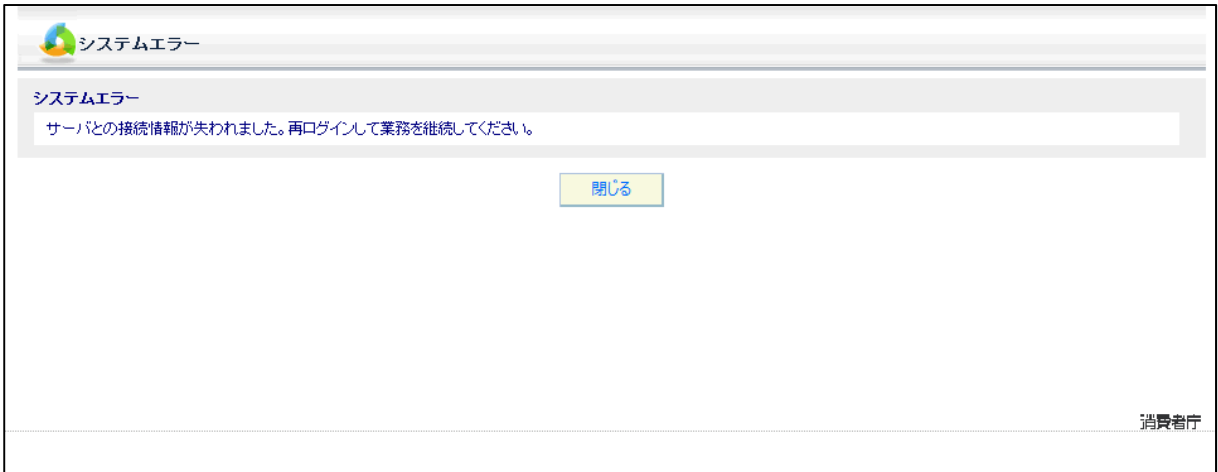 システムエラー
システムエラー
サーバとの接続情報が失われました。再ログインして業務を継続してください。
閉じる
消費者庁